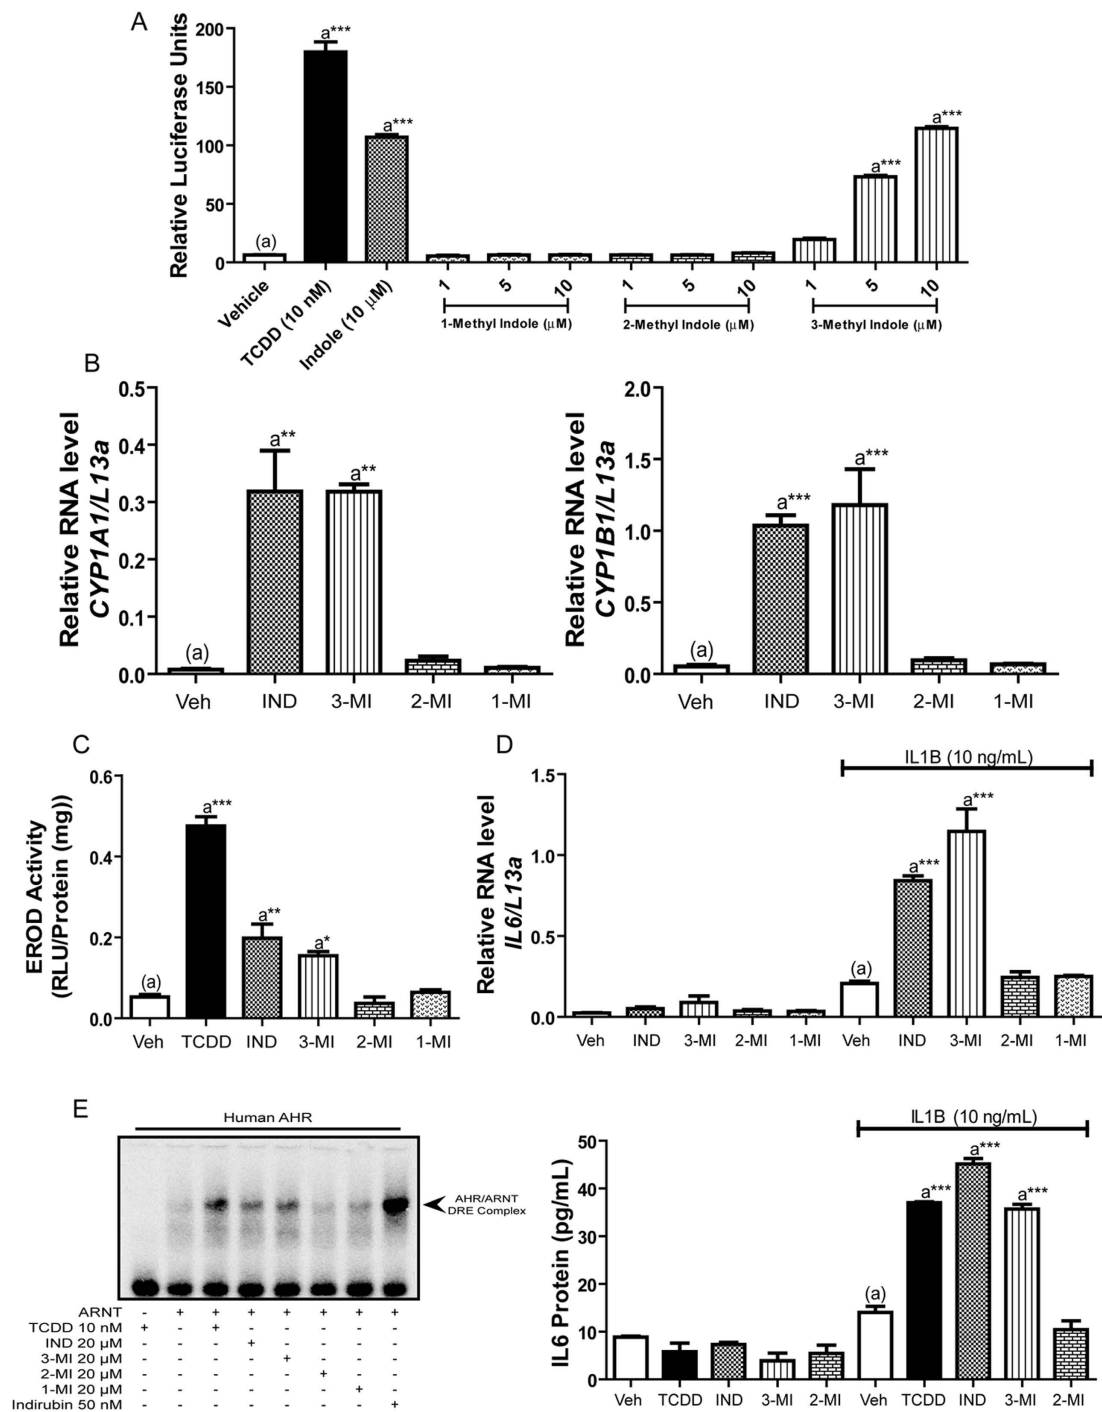 A
Relative Luciferase Units
200
150
100
50
0
(a)
a***
a***
a***
a***
Vehicle
TCDD (10 nM)
Indole (10 μM)
1
5
10
1
5
10
1
5
10
1-Methyl Indole (μM)
2-Methyl Indole (μM)
3-Methyl Indole (μM)
B
Relative RNA level
CYP1A1/L13a
0.5
0.4
0.3
0.2
0.1
0.0
(a)
a**
a**
Veh
IND
3-MI
2-MI
1-MI
Relative RNA level
CYP1B1/L13a
2.0
1.5
1.0
0.5
0.0
(a)
a***
a***
Veh
IND
3-MI
2-MI
1-MI
C
EROD Activity
(RLU/Protein (mg))
0.6
0.4
0.2
0.0
(a)
a***
a**
a*
Veh
TCDD
IND
3-MI
2-MI
1-MI
D
IL1B (10 ng/mL)
Relative RNA level
IL6/L13a
1.5
1.0
0.5
0.0
(a)
a***
a***
Veh
IND
3-MI
2-MI
1-MI
Veh
IND
3-MI
2-MI
1-MI
E
Human AHR
AHR/ARNT
DRE Complex
ARNT - + + + + + + +
TCDD 10 nM + - + - - - - -
IND 20 μM - - - + - - - -
3-MI 20 μM - - - - + - - -
2-MI 20 μM - - - - - + - -
1-MI 20 μM - - - - - - + -
Indirubin 50 nM - - - - - - - +
IL1B (10 ng/mL)
IL6 Protein (pg/mL)
50
40
30
20
10
0
(a)
a***
a***
a***
Veh
TCDD
IND
3-MI
2-MI
Veh
TCDD
IND
3-MI
2-MI